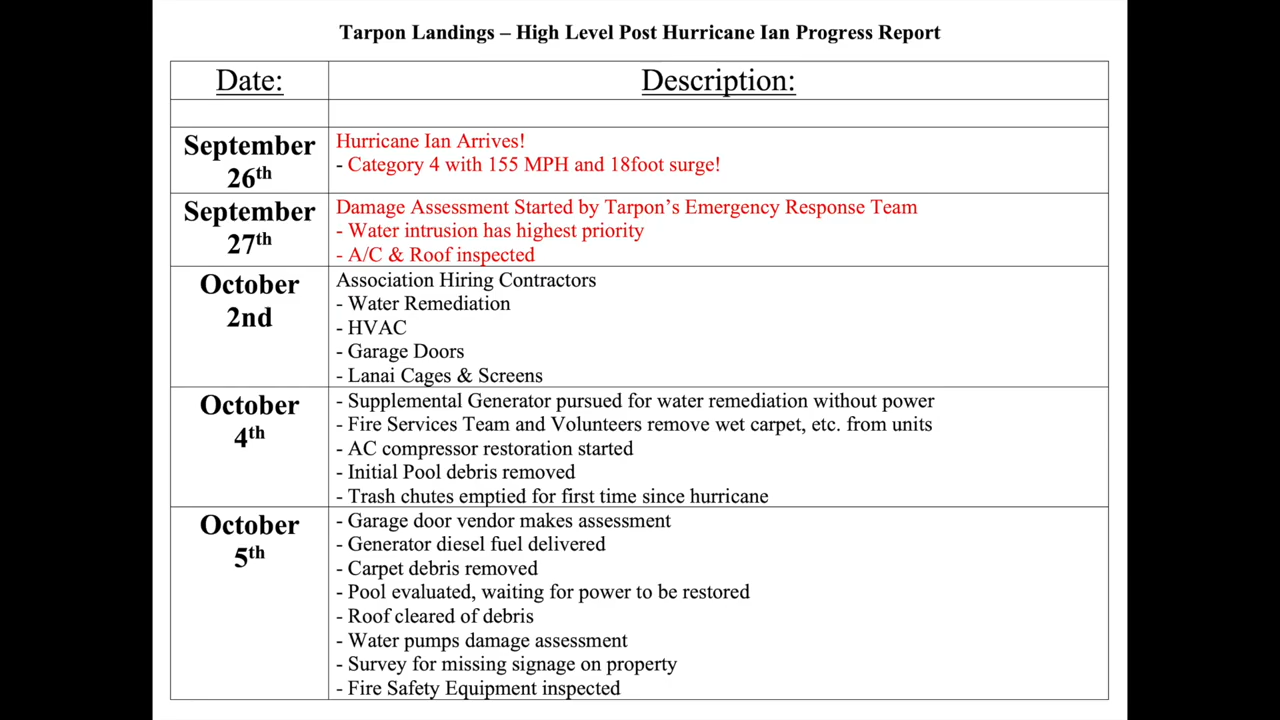 Tarpon Landings – High Level Post Hurricane Ian Progress Report
Date:
Description:
September 26th
Hurricane Ian Arrives!
- Category 4 with 155 MPH and 18foot surge!
September 27th
Damage Assessment Started by Tarpon's Emergency Response Team
- Water intrusion has highest priority
- A/C & Roof inspected
October 2nd
Association Hiring Contractors
- Water Remediation
- HVAC
- Garage Doors
- Lanai Cages & Screens
October 4th
- Supplemental Generator pursued for water remediation without power
- Fire Services Team and Volunteers remove wet carpet, etc. from units
- AC compressor restoration started
- Initial Pool debris removed
- Trash chutes emptied for first time since hurricane
October 5th
- Garage door vendor makes assessment
- Generator diesel fuel delivered
- Carpet debris removed
- Pool evaluated, waiting for power to be restored
- Roof cleared of debris
- Water pumps damage assessment
- Survey for missing signage on property
- Fire Safety Equipment inspected